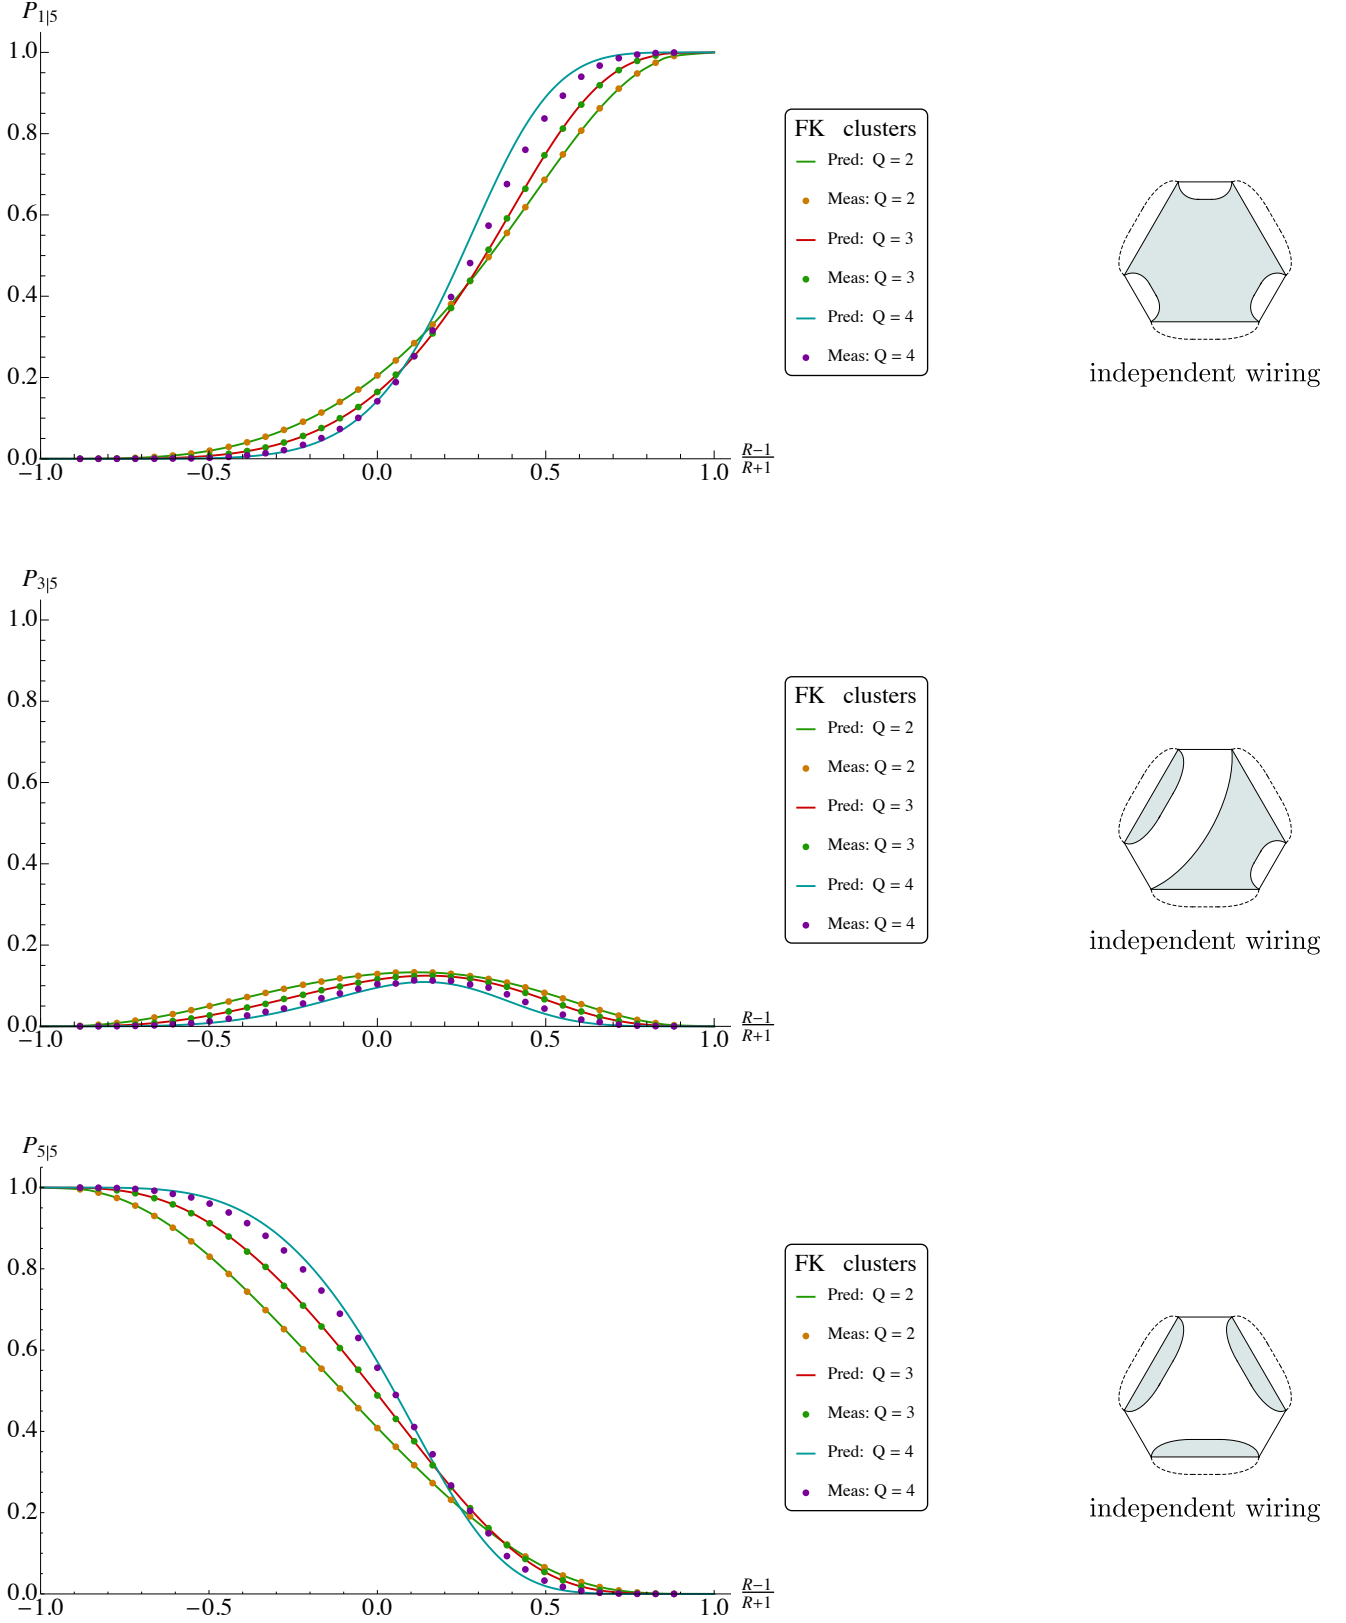 P1|5
1.0
0.8
0.6
0.4
0.2
0.0
−1.0 −0.5 0.0 0.5 1.0
R−1
R+1
FK clusters
Pred: Q = 2
Meas: Q = 2
Pred: Q = 3
Meas: Q = 3
Pred: Q = 4
Meas: Q = 4
independent wiring
P3|5
1.0
0.8
0.6
0.4
0.2
0.0
−1.0 −0.5 0.0 0.5 1.0
R−1
R+1
FK clusters
Pred: Q = 2
Meas: Q = 2
Pred: Q = 3
Meas: Q = 3
Pred: Q = 4
Meas: Q = 4
independent wiring
P5|5
1.0
0.8
0.6
0.4
0.2
0.0
−1.0 −0.5 0.0 0.5 1.0
R−1
R+1
FK clusters
Pred: Q = 2
Meas: Q = 2
Pred: Q = 3
Meas: Q = 3
Pred: Q = 4
Meas: Q = 4
independent wiring